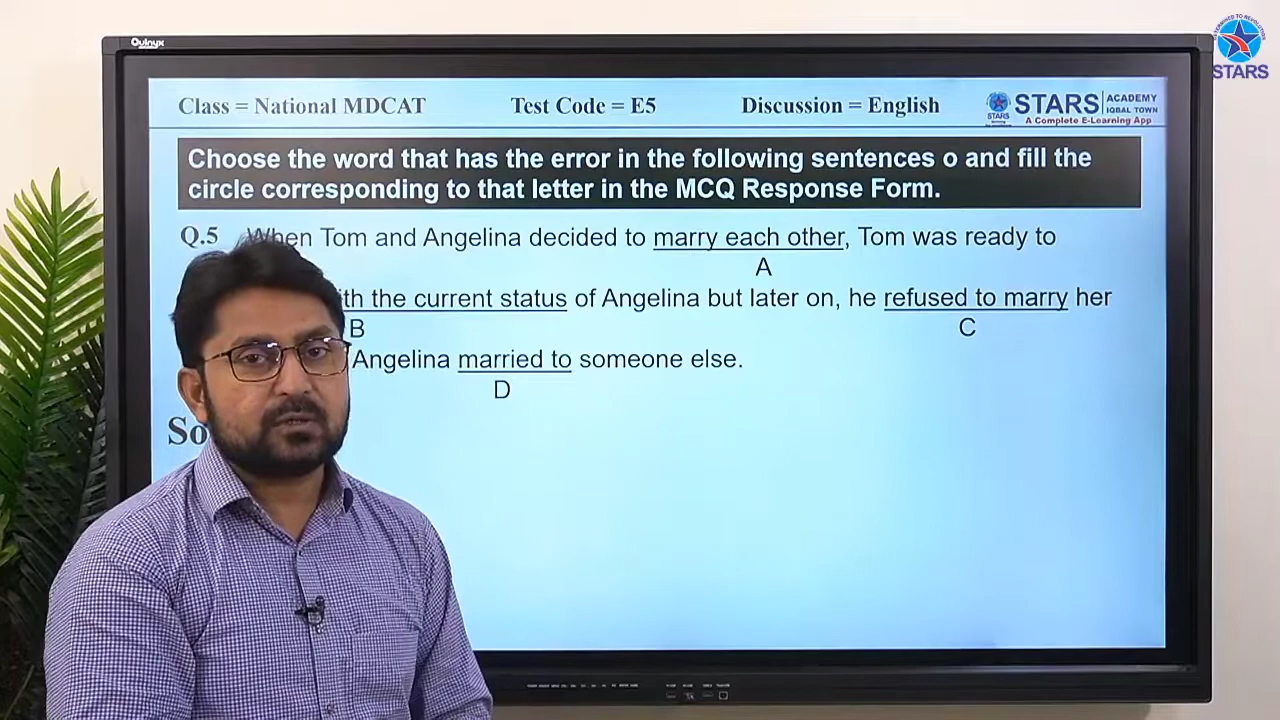 Quinyx
STARS
Class = National MDCAT Test Code = E5 Discussion = English
STARS STARS ACADEMY
IQBAL TOWN
A Complete E-Learning App
Choose the word that has the error in the following sentences o and fill the
circle corresponding to that letter in the MCQ Response Form.
Q.5 When Tom and Angelina decided to marry each other, Tom was ready to
A
ith the current status of Angelina but later on, he refused to marry her
B C
Angelina married to someone else.
D
So